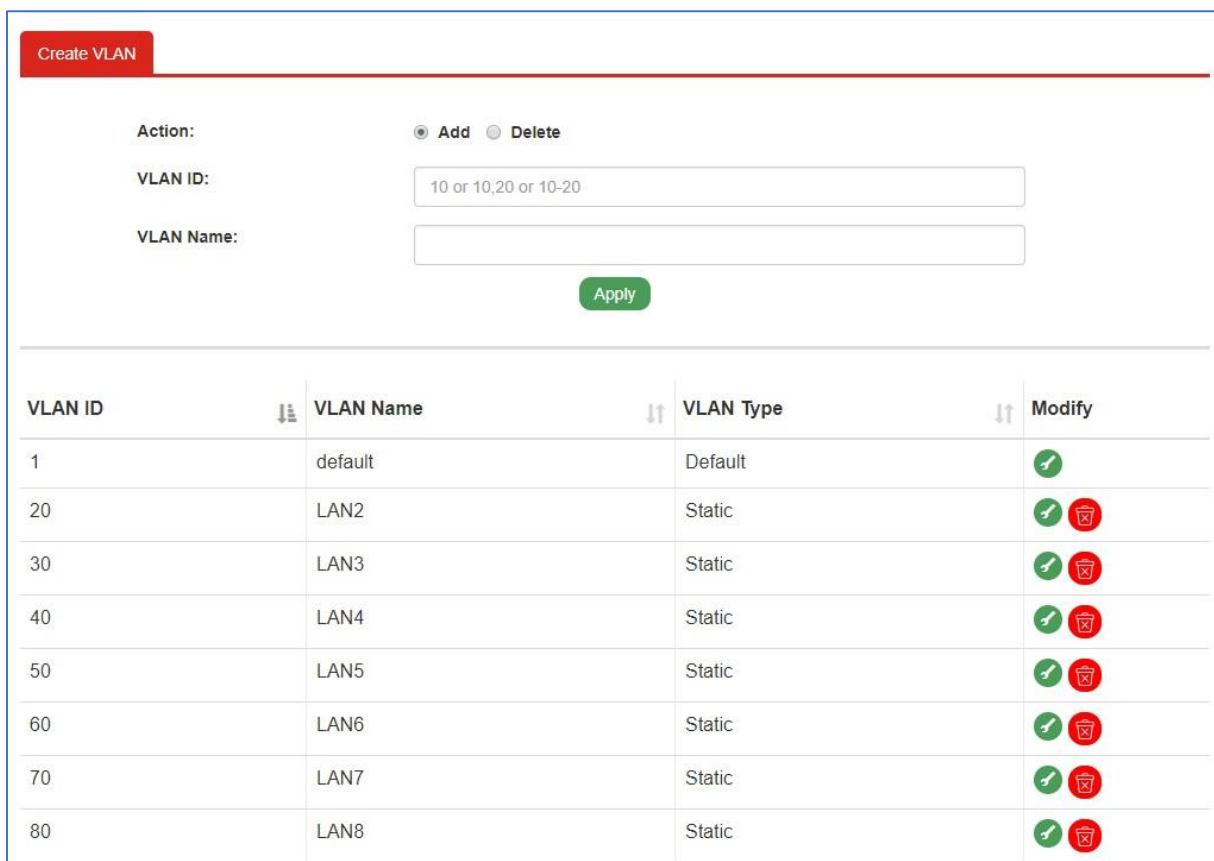 Create VLAN
Action: Add Delete
VLAN ID: 10 or 10,20 or 10-20
VLAN Name:
Apply
VLAN ID VLAN Name VLAN Type Modify
1 default Default
20 LAN2 Static
30 LAN3 Static
40 LAN4 Static
50 LAN5 Static
60 LAN6 Static
70 LAN7 Static
80 LAN8 Static